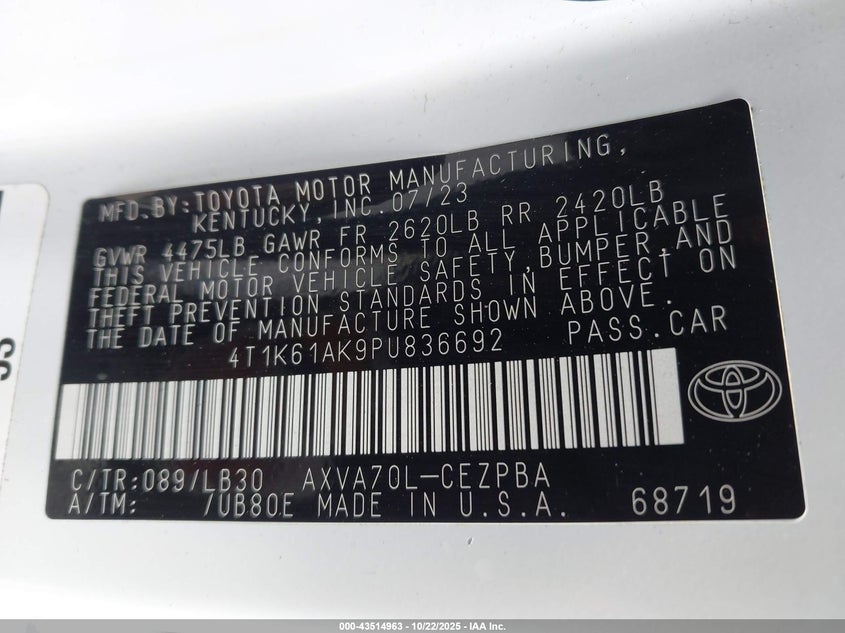 MFD.BY:TOYOTA MOTOR MANUFACTURING,
KENTUCKY,INC.07/23
GVWR 4475LB GAWR FR 2620LB RR 2420LB
THIS VEHICLE CONFORMS TO ALL APPLICABLE
FEDERAL MOTOR VEHICLE SAFETY,BUMPER,AND
THEFT PREVENTION STANDARDS IN EFFECT ON
THE DATE OF MANUFACTURE SHOWN ABOVE.
4T1K61AK9PU836692 PASS.CAR
C/TR:089/LB30 AXVA70L-CEZPBA
A/TM: /UB80E MADE IN U.S.A. 68719
000-43514963 - 10/22/2025 - IAA Inc.